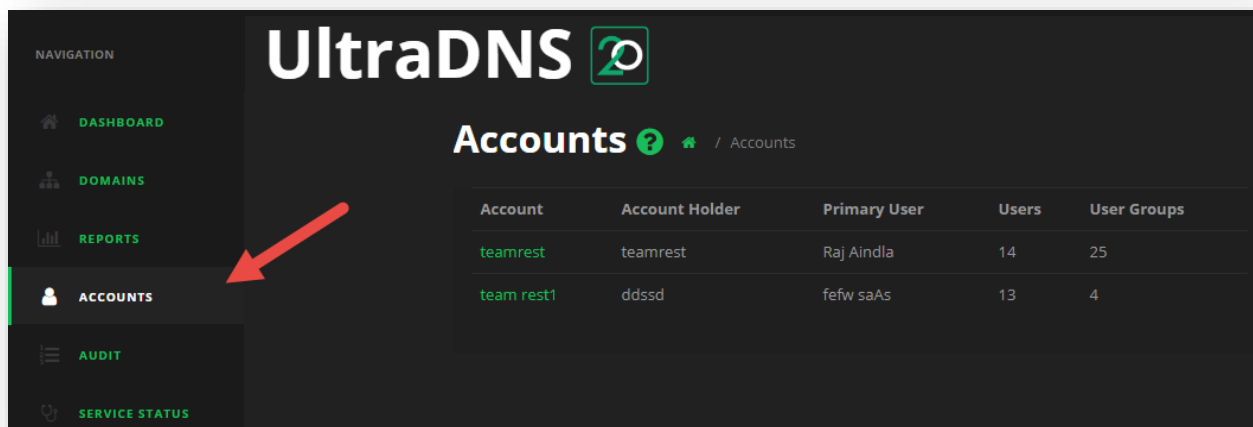 NAVIGATION
DASHBOARD
DOMAINS
REPORTS
ACCOUNTS
AUDIT
SERVICE STATUS
UltraDNS 20
Accounts ? / Accounts
Account Account Holder Primary User Users User Groups
teamrest teamrest Raj Aindla 14 25
team rest1 ddssd fefw saAs 13 4